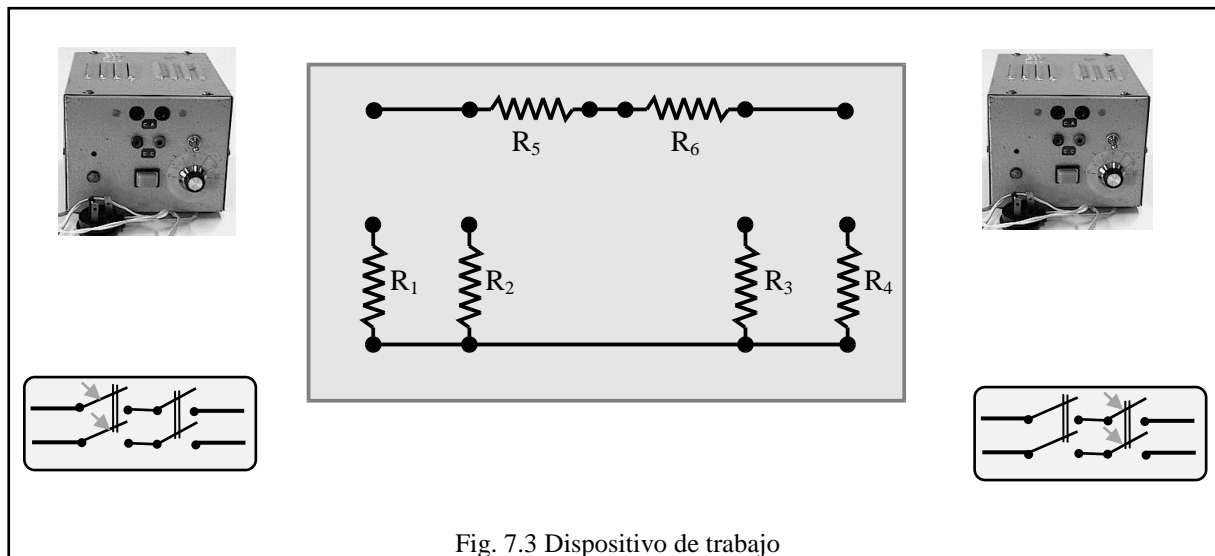 C.A
C.C
C.A
C.C
R5 R6
R1 R2 R3 R4
Fig. 7.3 Dispositivo de trabajo